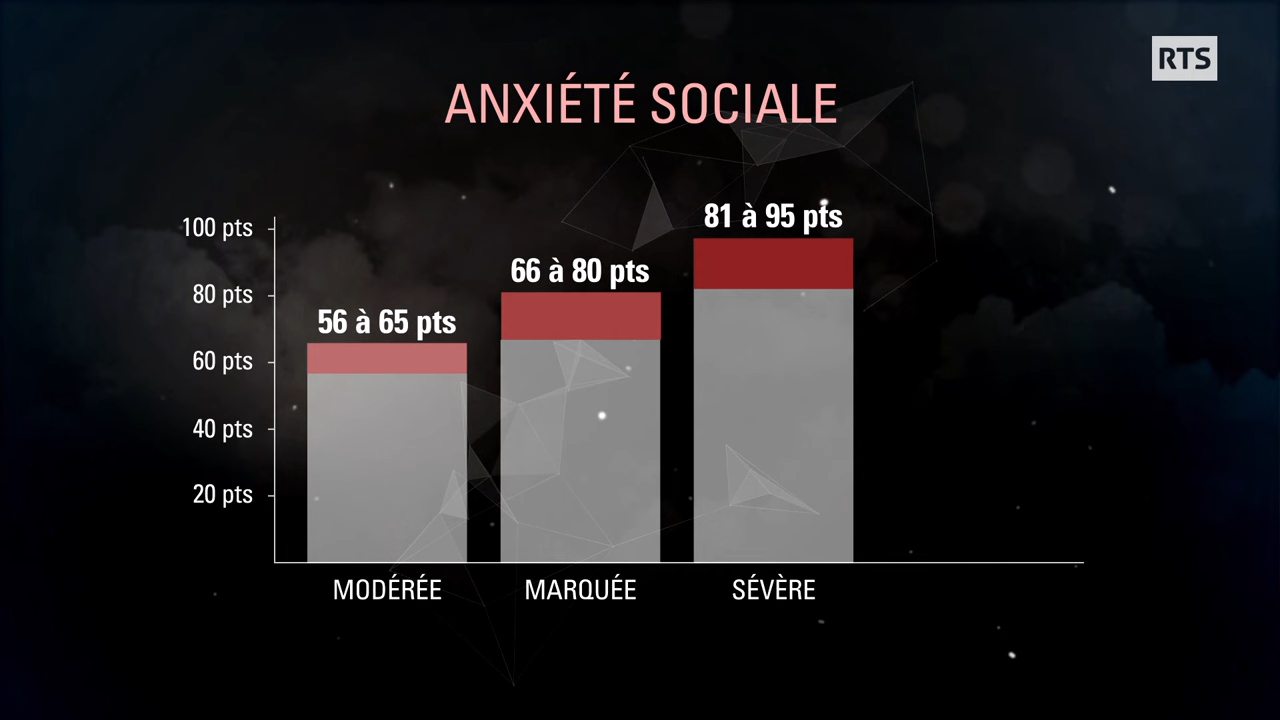 RTS
ANXIÉTÉ SOCIALE
81 à 95 pts
100 pts
66 à 80 pts
80 pts
56 à 65 pts
60 pts
40 pts
20 pts
MODÉRÉE
MARQUÉE
SÉVÈRE